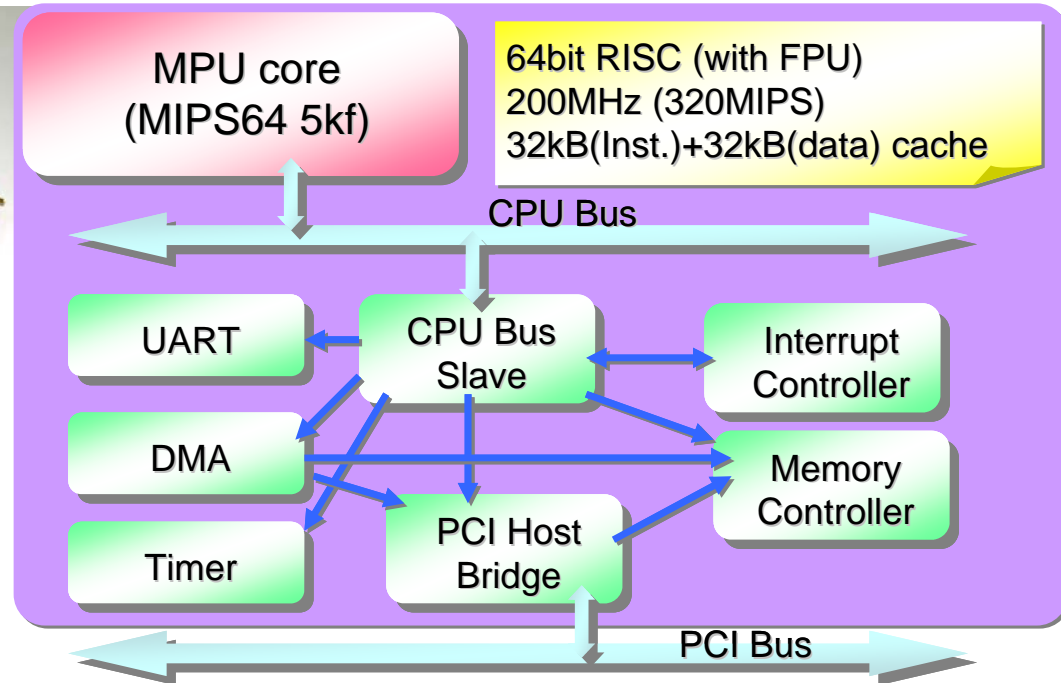 MPU core
(MIPS64 5kf)
64bit RISC (with FPU)
200MHz (320MIPS)
32kB(Inst.)+32kB(data) cache
CPU Bus
UART
CPU Bus
Slave
Interrupt
Controller
DMA
Memory
Controller
Timer
PCI Host
Bridge
PCI Bus